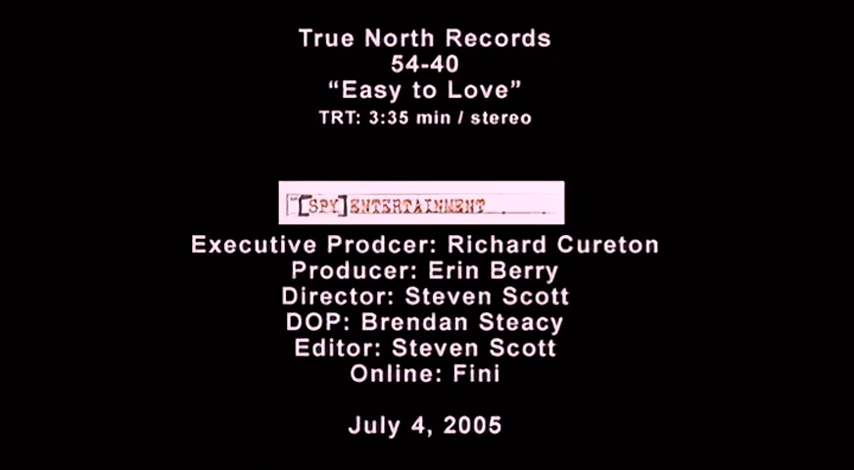 True North Records
54-40
“Easy to Love”
TRT: 3:35 min / stereo
[SPY] ENTERTAINMENT
Executive Prodcer: Richard Cureton
Producer: Erin Berry
Director: Steven Scott
DOP: Brendan Steacy
Editor: Steven Scott
Online: Fini
July 4, 2005